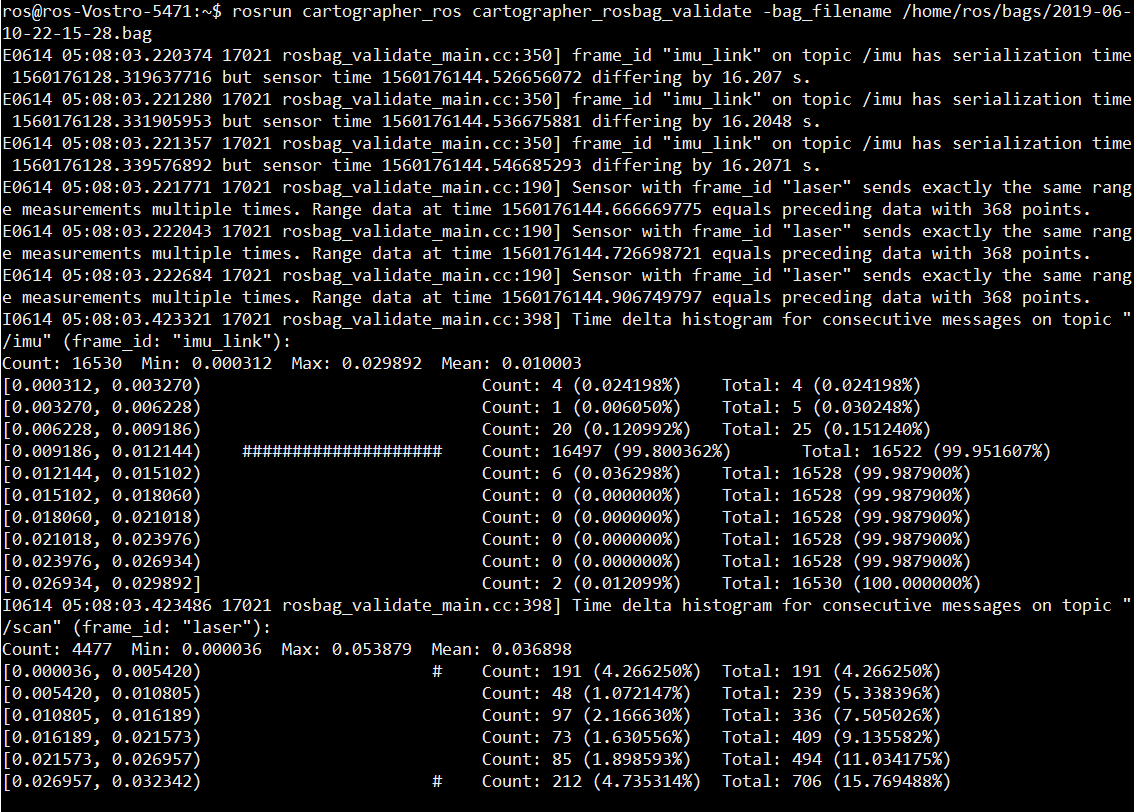 ros@ros-Vostro-5471:~$ rosrun cartographer_ros cartographer_rosbag_validate -bag_filename /home/ros/bags/2019-06-
10-22-15-28.bag
E0614 05:08:03.220374 17021 rosbag_validate_main.cc:350] frame_id "imu_link" on topic /imu has serialization time
 1560176128.319637716 but sensor time 1560176144.526656072 differing by 16.207 s.
E0614 05:08:03.221280 17021 rosbag_validate_main.cc:350] frame_id "imu_link" on topic /imu has serialization time
 1560176128.331905953 but sensor time 1560176144.536675881 differing by 16.2048 s.
E0614 05:08:03.221357 17021 rosbag_validate_main.cc:350] frame_id "imu_link" on topic /imu has serialization time
 1560176128.339576892 but sensor time 1560176144.546685293 differing by 16.2071 s.
E0614 05:08:03.221771 17021 rosbag_validate_main.cc:190] Sensor with frame_id "laser" sends exactly the same rang
e measurements multiple times. Range data at time 1560176144.666669775 equals preceding data with 368 points.
E0614 05:08:03.222043 17021 rosbag_validate_main.cc:190] Sensor with frame_id "laser" sends exactly the same rang
e measurements multiple times. Range data at time 1560176144.726698721 equals preceding data with 368 points.
E0614 05:08:03.222684 17021 rosbag_validate_main.cc:190] Sensor with frame_id "laser" sends exactly the same rang
e measurements multiple times. Range data at time 1560176144.906749797 equals preceding data with 368 points.
I0614 05:08:03.423321 17021 rosbag_validate_main.cc:398] Time delta histogram for consecutive messages on topic "
/imu" (frame_id: "imu_link"):
Count: 16530  Min: 0.000312  Max: 0.029892  Mean: 0.010003
[0.000312, 0.003270)                            Count: 4 (0.024198%)    Total: 4 (0.024198%)
[0.003270, 0.006228)                            Count: 1 (0.006050%)    Total: 5 (0.030248%)
[0.006228, 0.009186)                            Count: 20 (0.120992%)   Total: 25 (0.151240%)
[0.009186, 0.012144)    ####################    Count: 16497 (99.800362%)       Total: 16522 (99.951607%)
[0.012144, 0.015102)                            Count: 6 (0.036298%)    Total: 16528 (99.987900%)
[0.015102, 0.018060)                            Count: 0 (0.000000%)    Total: 16528 (99.987900%)
[0.018060, 0.021018)                            Count: 0 (0.000000%)    Total: 16528 (99.987900%)
[0.021018, 0.023976)                            Count: 0 (0.000000%)    Total: 16528 (99.987900%)
[0.023976, 0.026934)                            Count: 0 (0.000000%)    Total: 16528 (99.987900%)
[0.026934, 0.029892]                            Count: 2 (0.012099%)    Total: 16530 (100.000000%)
I0614 05:08:03.423486 17021 rosbag_validate_main.cc:398] Time delta histogram for consecutive messages on topic "
/scan" (frame_id: "laser"):
Count: 4477  Min: 0.000036  Max: 0.053879  Mean: 0.036898
[0.000036, 0.005420)                       #    Count: 191 (4.266250%)  Total: 191 (4.266250%)
[0.005420, 0.010805)                            Count: 48 (1.072147%)   Total: 239 (5.338396%)
[0.010805, 0.016189)                            Count: 97 (2.166630%)   Total: 336 (7.505026%)
[0.016189, 0.021573)                            Count: 73 (1.630556%)   Total: 409 (9.135582%)
[0.021573, 0.026957)                            Count: 85 (1.898593%)   Total: 494 (11.034175%)
[0.026957, 0.032342)                       #    Count: 212 (4.735314%)  Total: 706 (15.769488%)